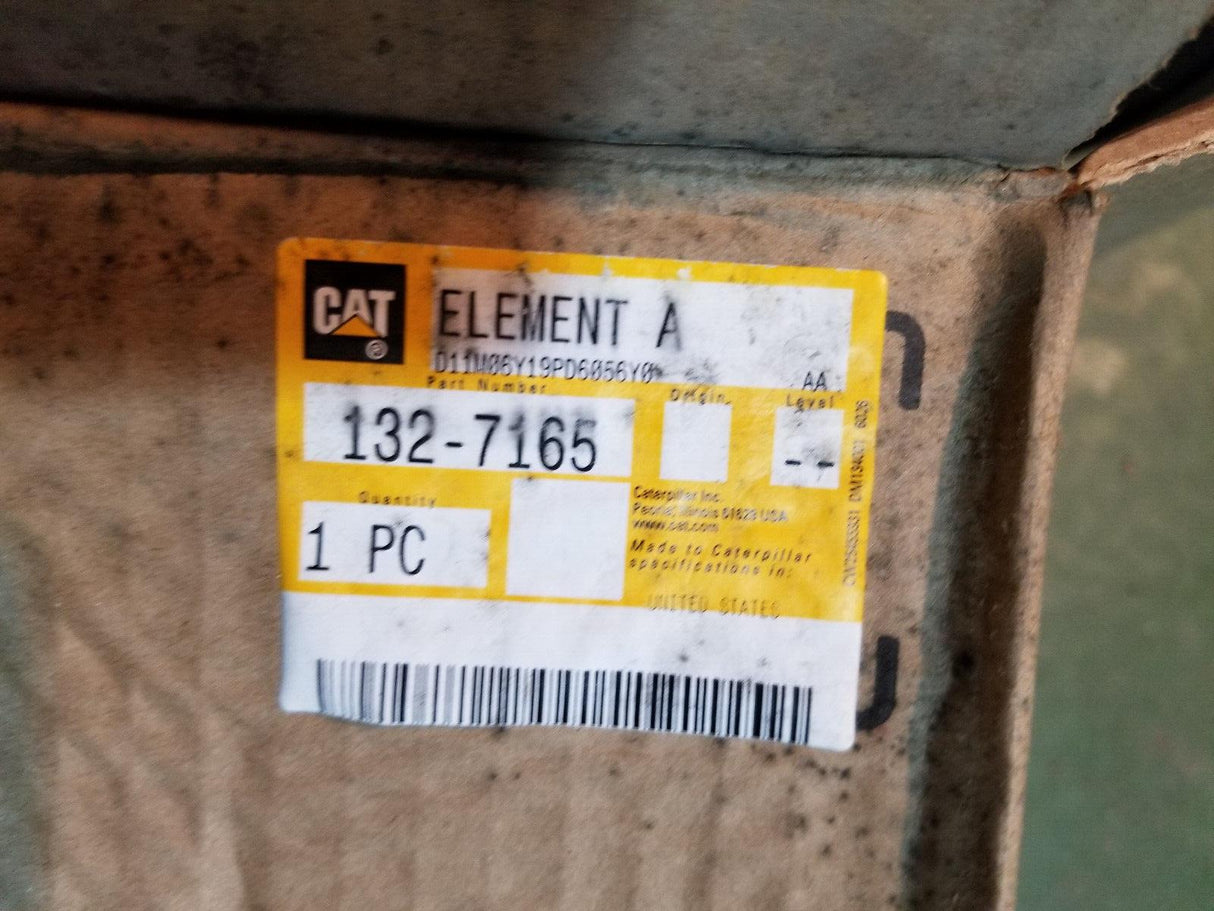 CAT®
ELEMENT A
D11M06Y19PD6056Y0
AA
Part Number
Origin
Level
132-7165
--
Quantity
1 PC
Caterpillar Inc.
Peoria, Illinois 61629 USA
www.cat.com
Made to Caterpillar
specifications in:
UNITED STATES